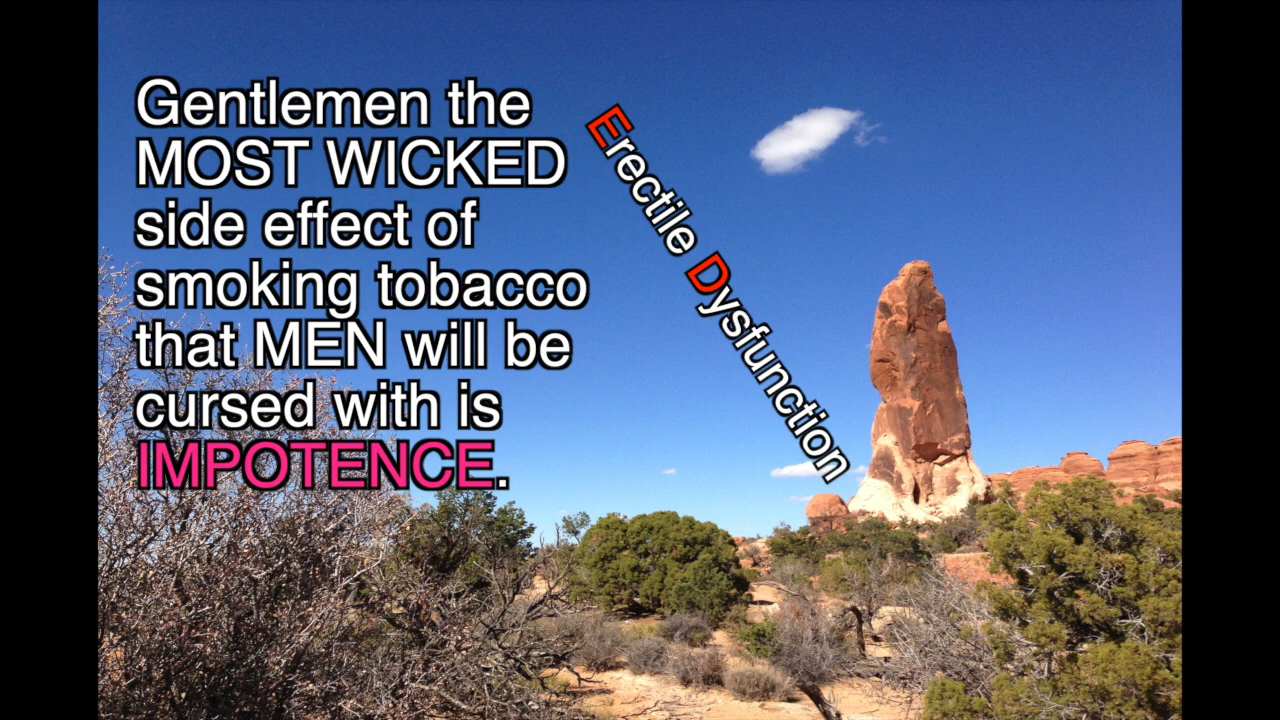 Gentlemen the
MOST WICKED
side effect of
smoking tobacco
that MEN will be
cursed with is
IMPOTENCE.
Erectile Dysfunction